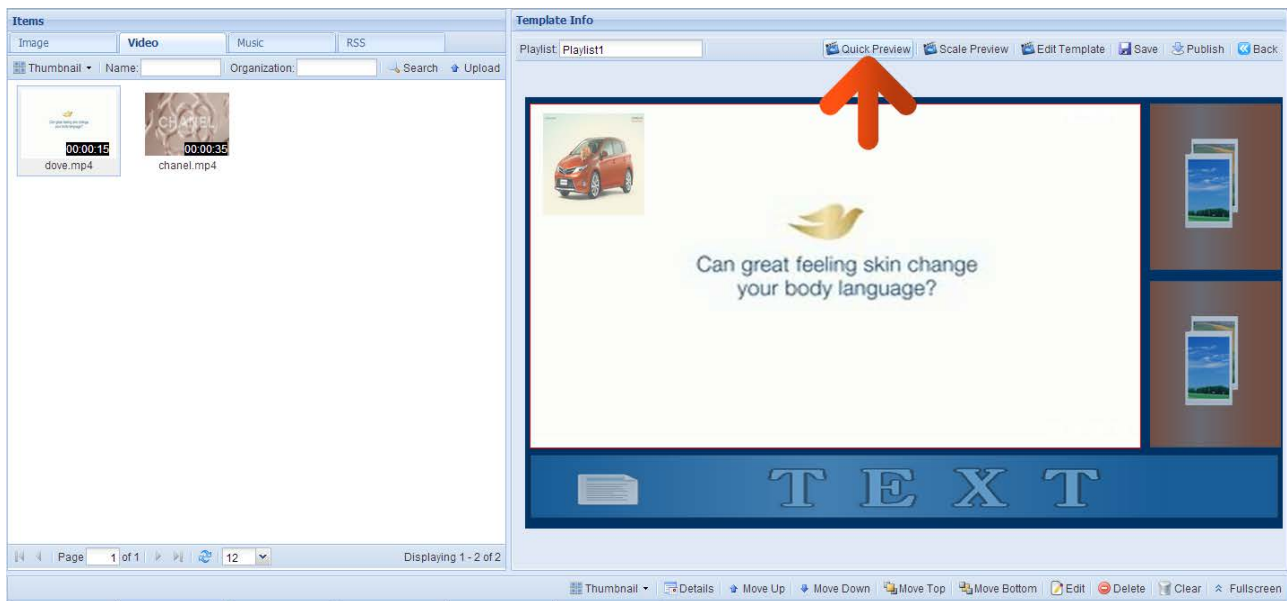 Items
Image Video Music RSS
Thumbnail Name: Organization: Search Upload
00:00:15
dove.mp4
CHANEL
00:00:35
chanel.mp4
Page 1 of 1 12 Displaying 1 - 2 of 2
Template Info
Playlist: Playlist1 Quick Preview Scale Preview Edit Template Save Publish Back
Can great feeling skin change
your body language?
TEXT
Thumbnail Details Move Up Move Down Move Top Move Bottom Edit Delete Clear Fullscreen